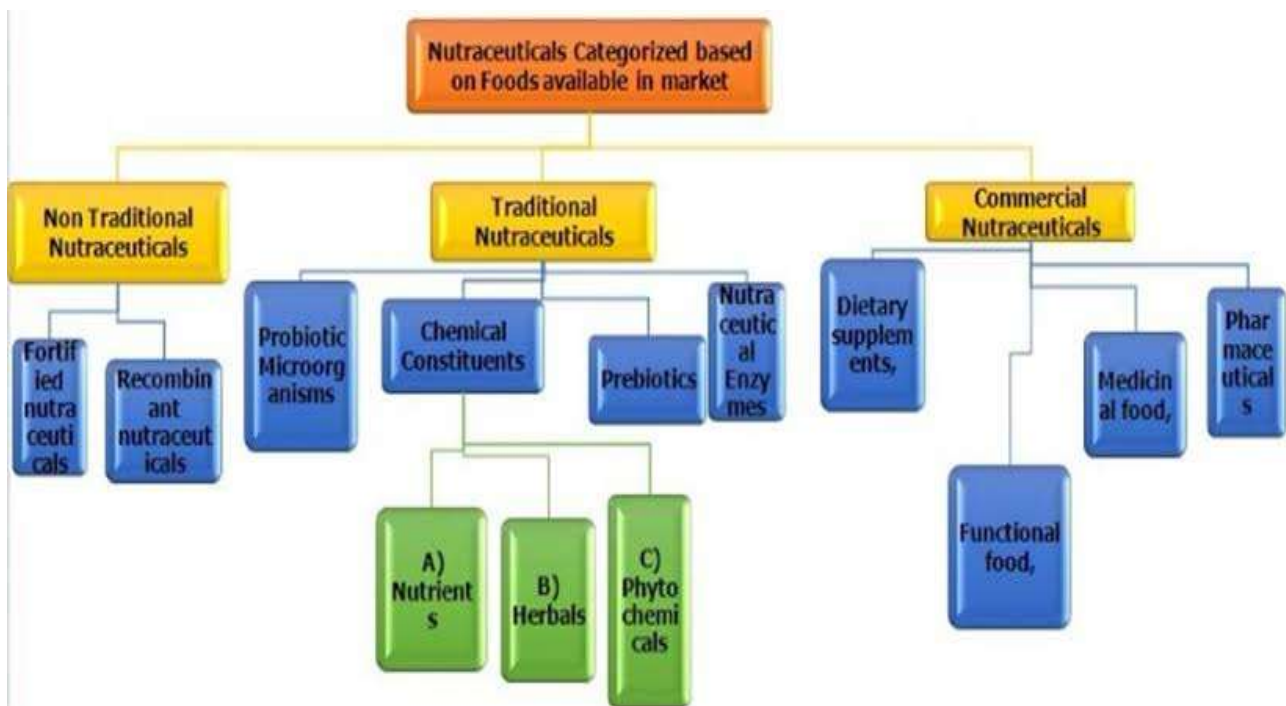 Nutraceuticals Categorized based
on Foods available in market
Non Traditional
Nutraceuticals
Traditional
Nutraceuticals
Commercial
Nutraceuticals
Fortif
ied
nutra
ceuti
cals
Recombin
ant
nutraceut
icals
Probiotic
Microorg
anisms
Chemical
Constituents
Prebiotics
Nutra
ceutic
al
Enzy
mes
Dietary
supplem
ents,
Functional
food,
Medicin
al food,
Phar
mace
utical
s
A)
Nutrient
s
B)
Herbals
C)
Phyto
chemi
cals